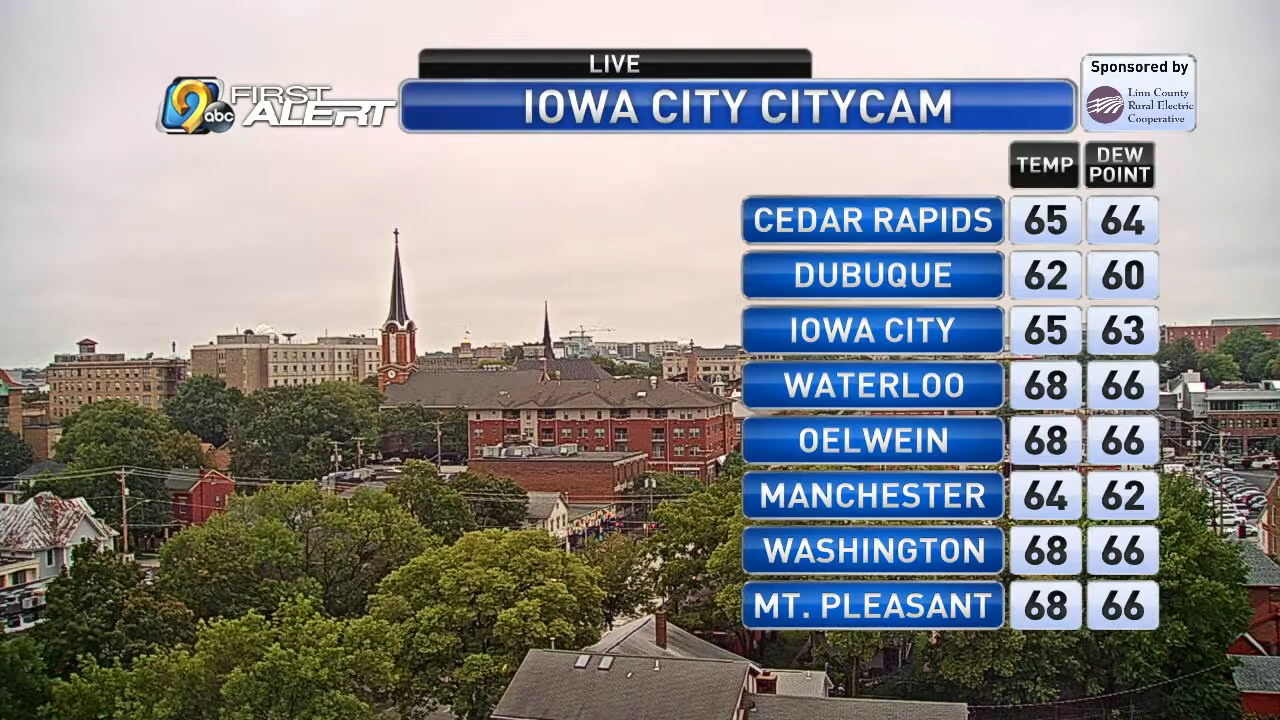 LIVE
9 abc FIRST ALERT
IOWA CITY CITYCAM
Sponsored by
Linn County
Rural Electric
Cooperative
TEMP DEW POINT
CEDAR RAPIDS 65 64
DUBUQUE 62 60
IOWA CITY 65 63
WATERLOO 68 66
OELWEIN 68 66
MANCHESTER 64 62
WASHINGTON 68 66
MT. PLEASANT 68 66